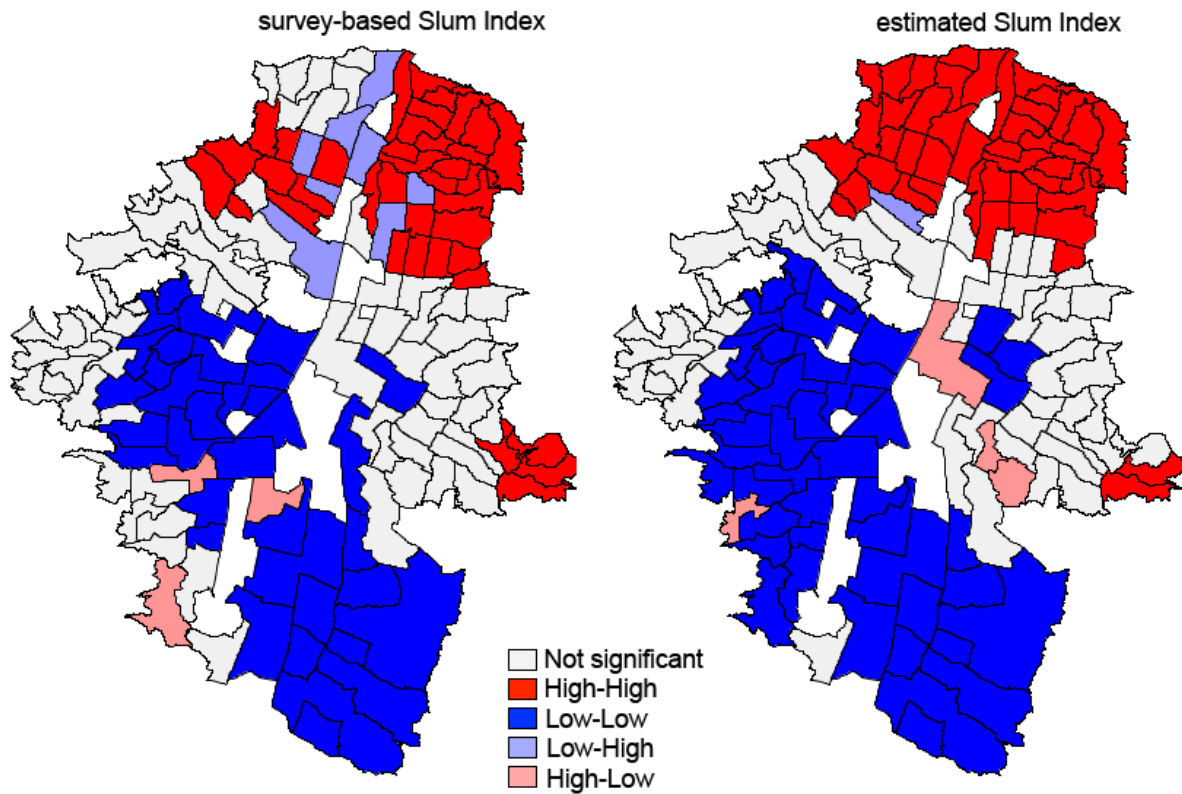 survey-based Slum Index
estimated Slum Index
Not significant
High-High
Low-Low
Low-High
High-Low